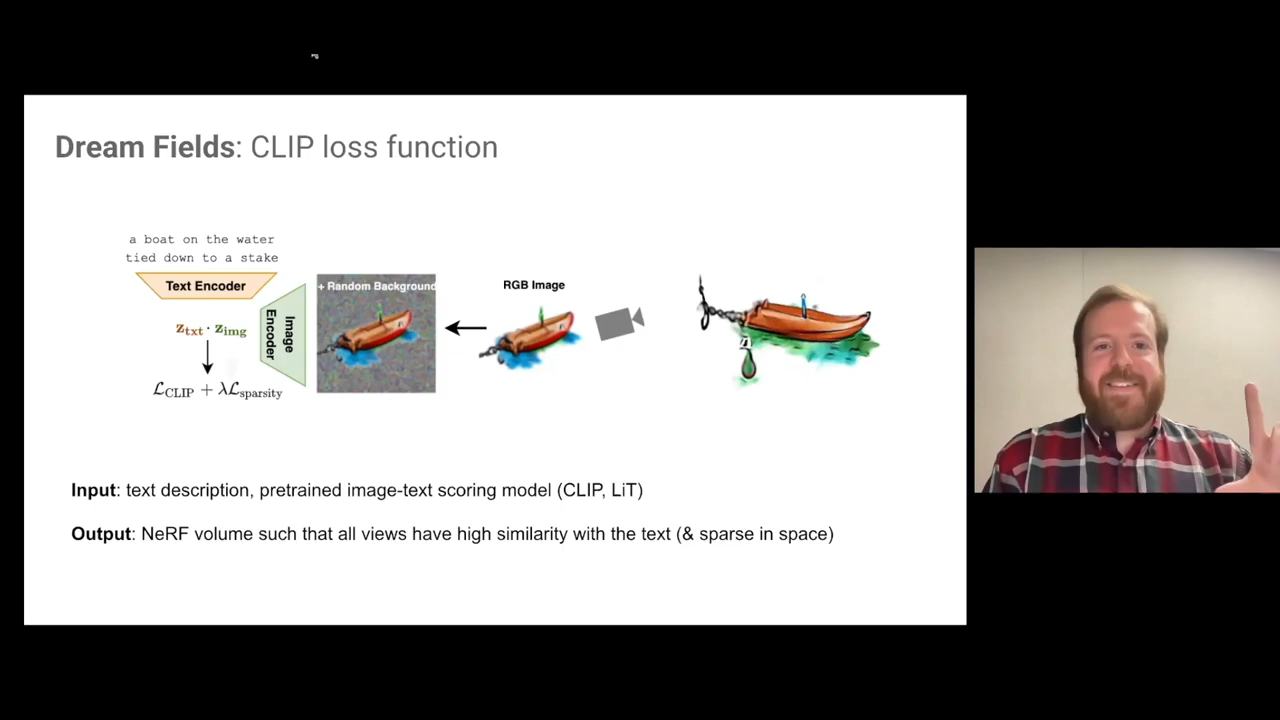 Dream Fields: CLIP loss function
a boat on the water
tied down to a stake
Text Encoder
Image
Encoder
+ Random Background
RGB Image
z_txt · z_img
ℒ_CLIP + λℒ_sparsity
Input: text description, pretrained image-text scoring model (CLIP, LiT)
Output: NeRF volume such that all views have high similarity with the text (& sparse in space)